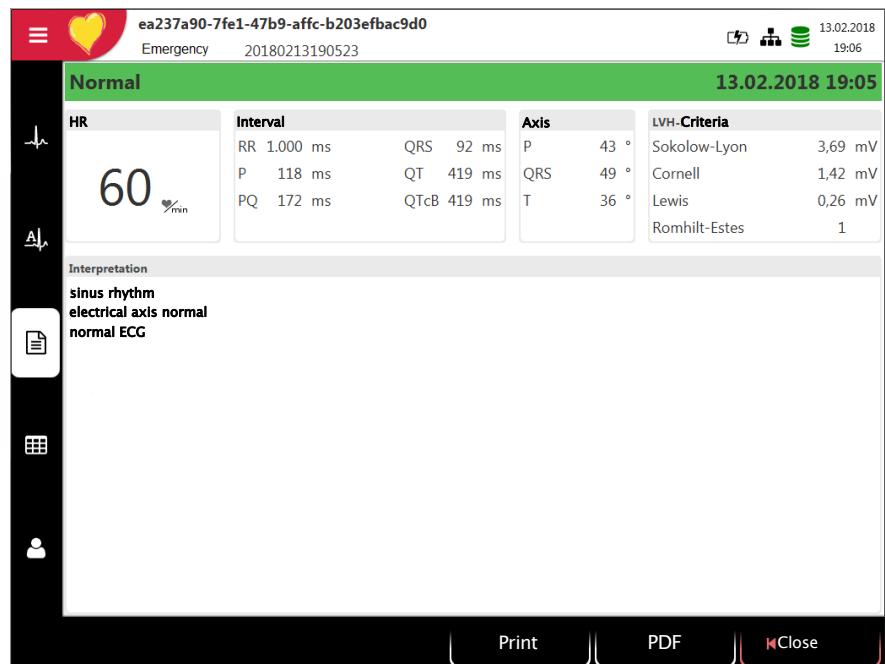 ea237a90-7fe1-47b9-affc-b203efbac9d0
Emergency 20180213190523
13.02.2018
19:06
Normal 13.02.2018 19:05
HR
60 /min
Interval
RR 1.000 ms QRS 92 ms
P 118 ms QT 419 ms
PQ 172 ms QTcB 419 ms
Axis
P 43 °
QRS 49 °
T 36 °
LVH-Criteria
Sokolow-Lyon 3,69 mV
Cornell 1,42 mV
Lewis 0,26 mV
Romhilt-Estes 1
A
Interpretation
sinus rhythm
electrical axis normal
normal ECG
Print PDF Close